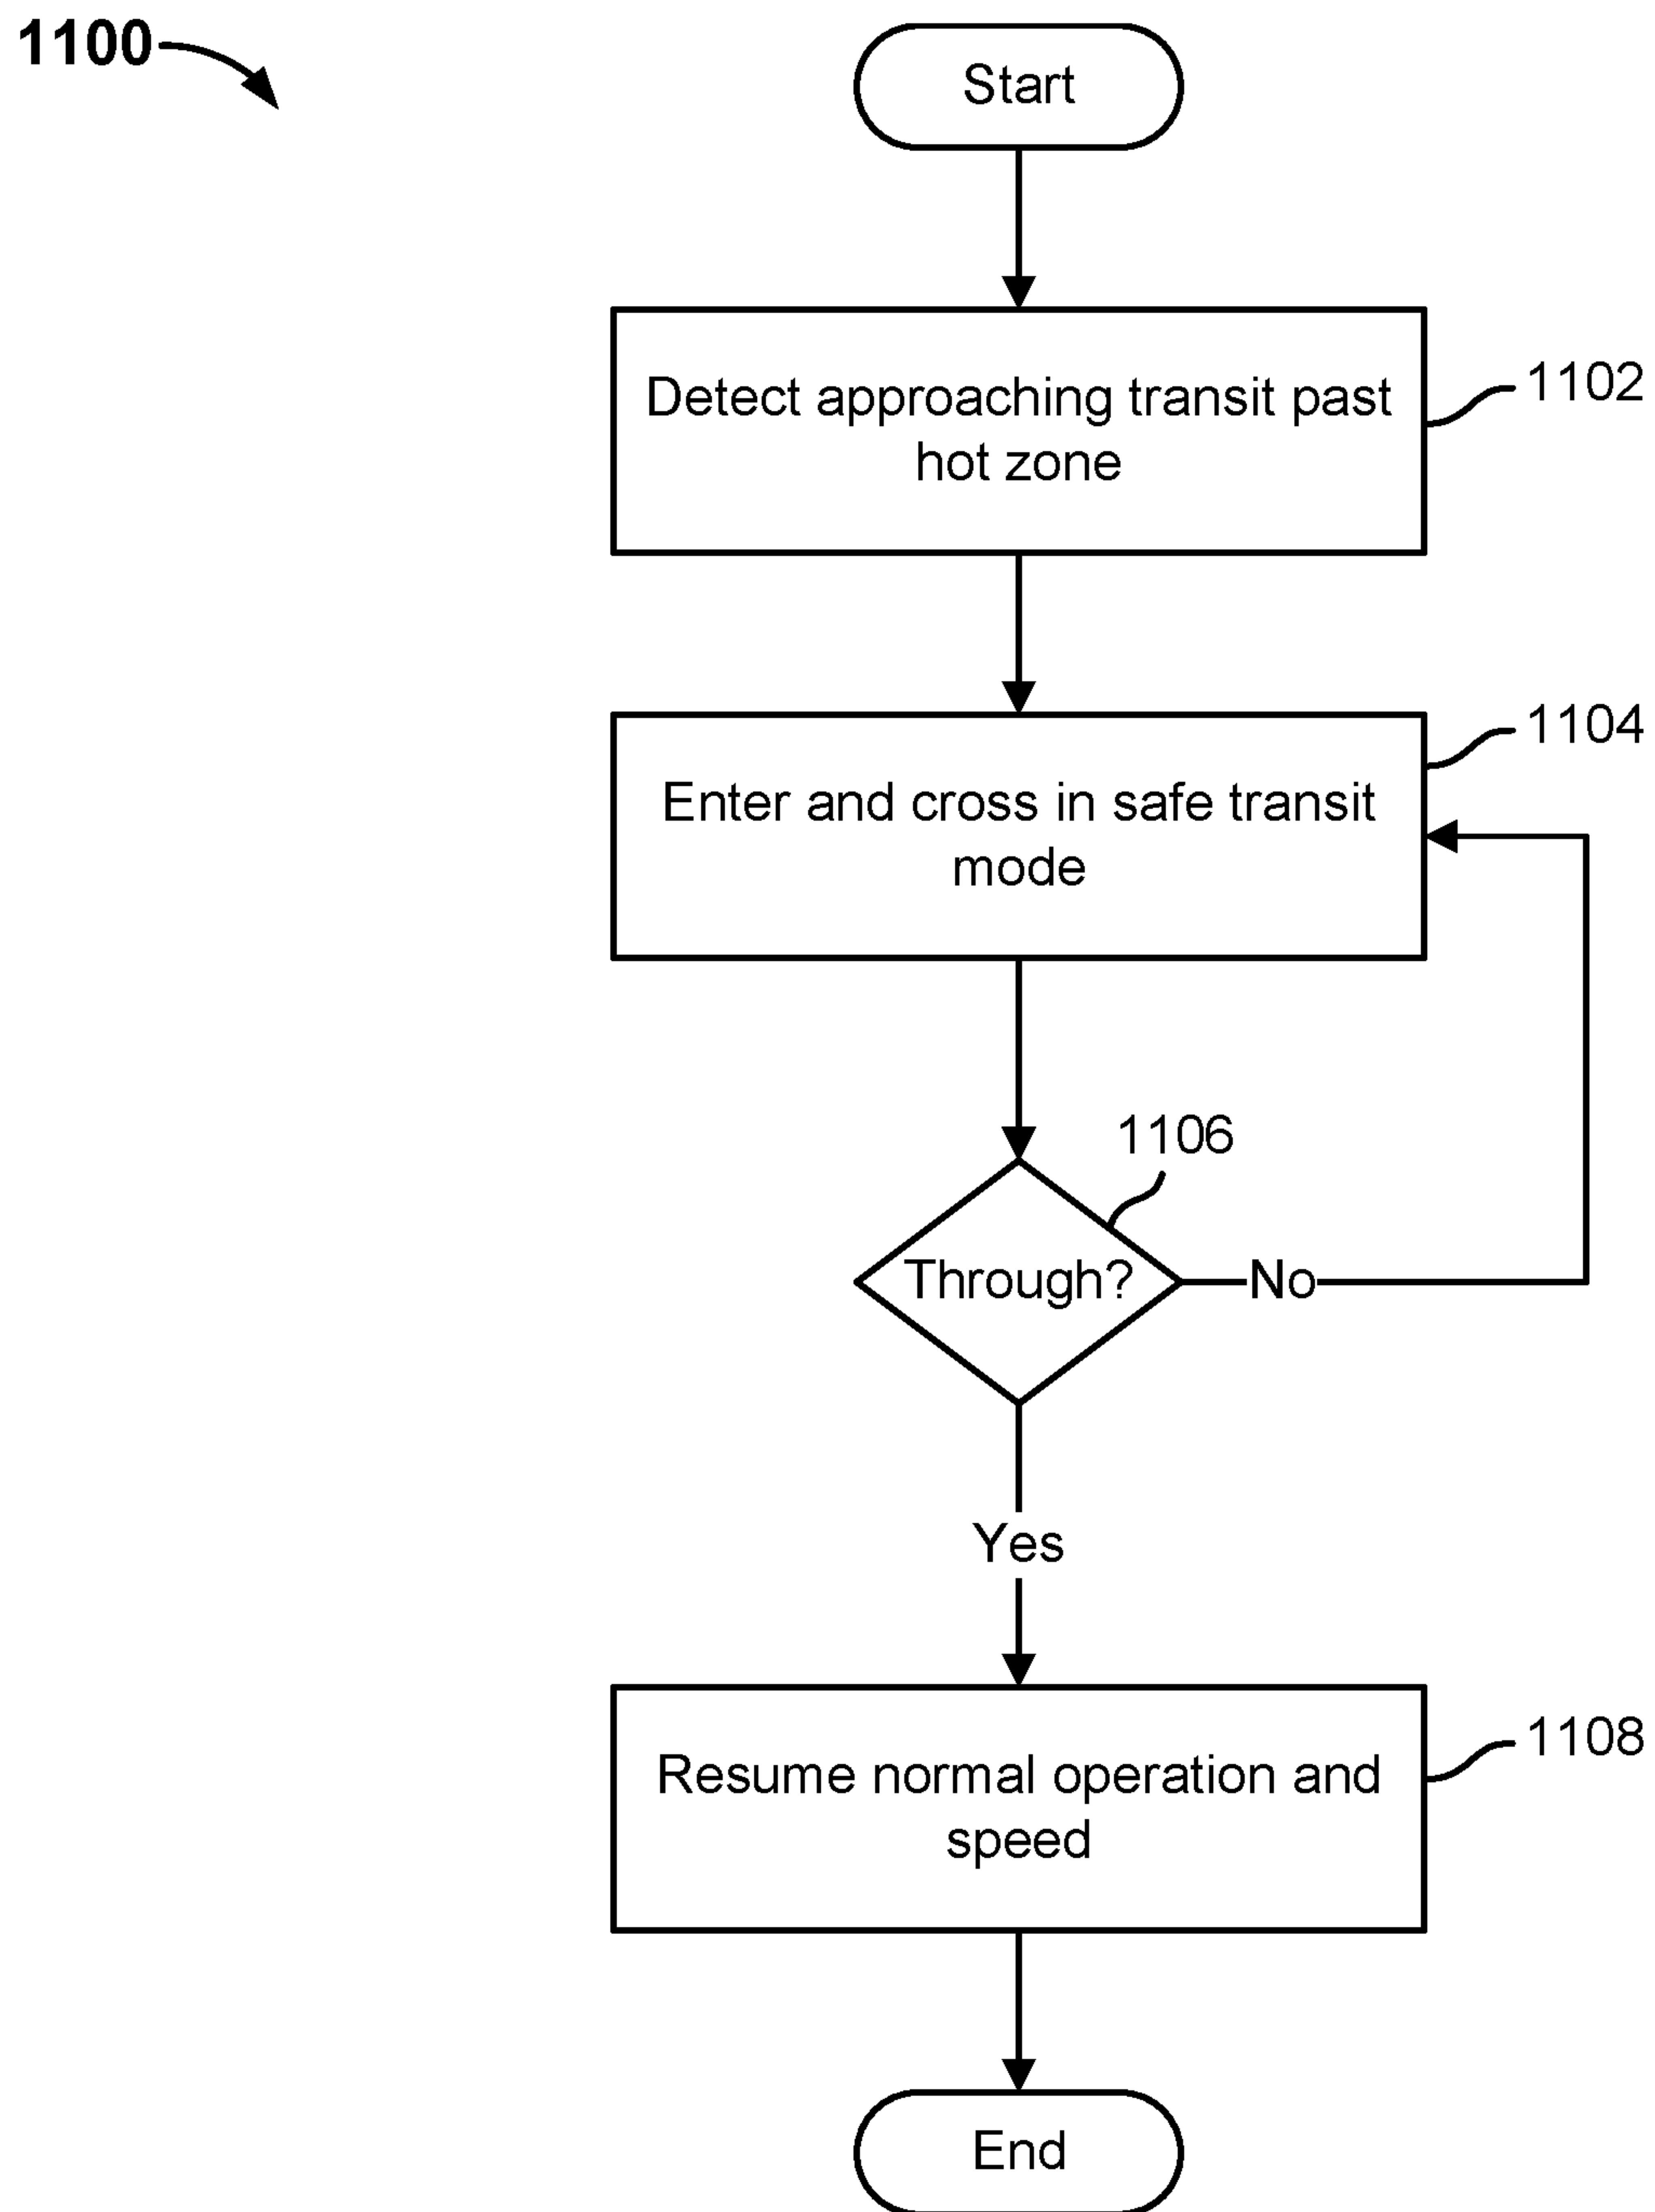 1100
Start
Detect approaching transit past
hot zone
1102
Enter and cross in safe transit
mode
1104
1106
Through?
No
Yes
Resume normal operation and
speed
1108
End